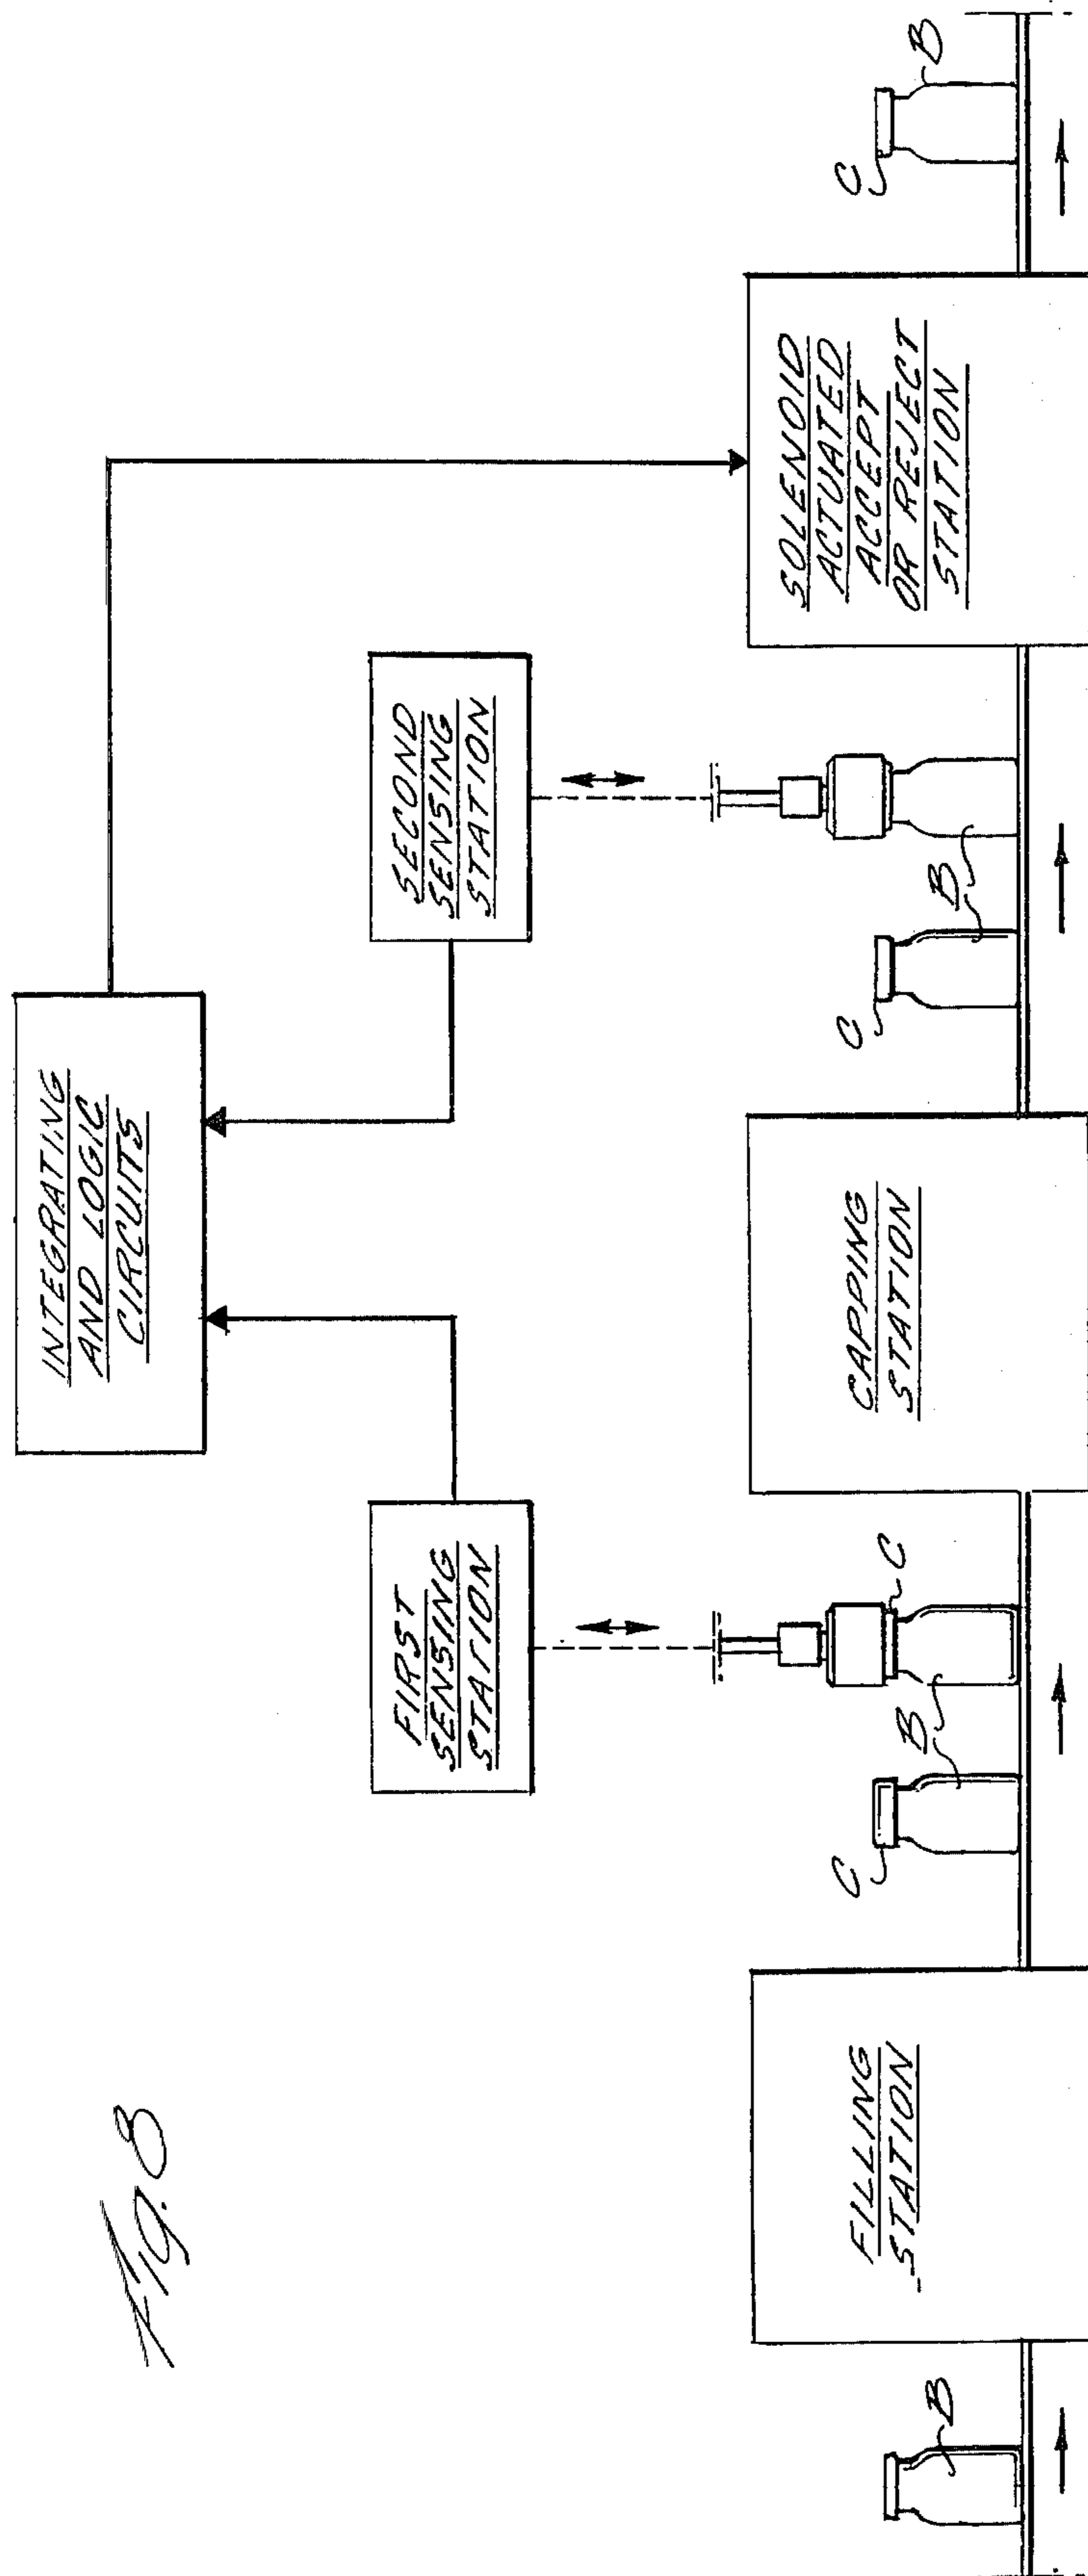 Fig. 8
INTEGRATING
AND LOGIC
CIRCUITS
FIRST
SENSING
STATION
SECOND
SENSING
STATION
FILLING
STATION
CAPPING
STATION
SOLENOID
ACTUATED
ACCEPT
OR REJECT
STATION
B
C
B
C
C
B
C
B